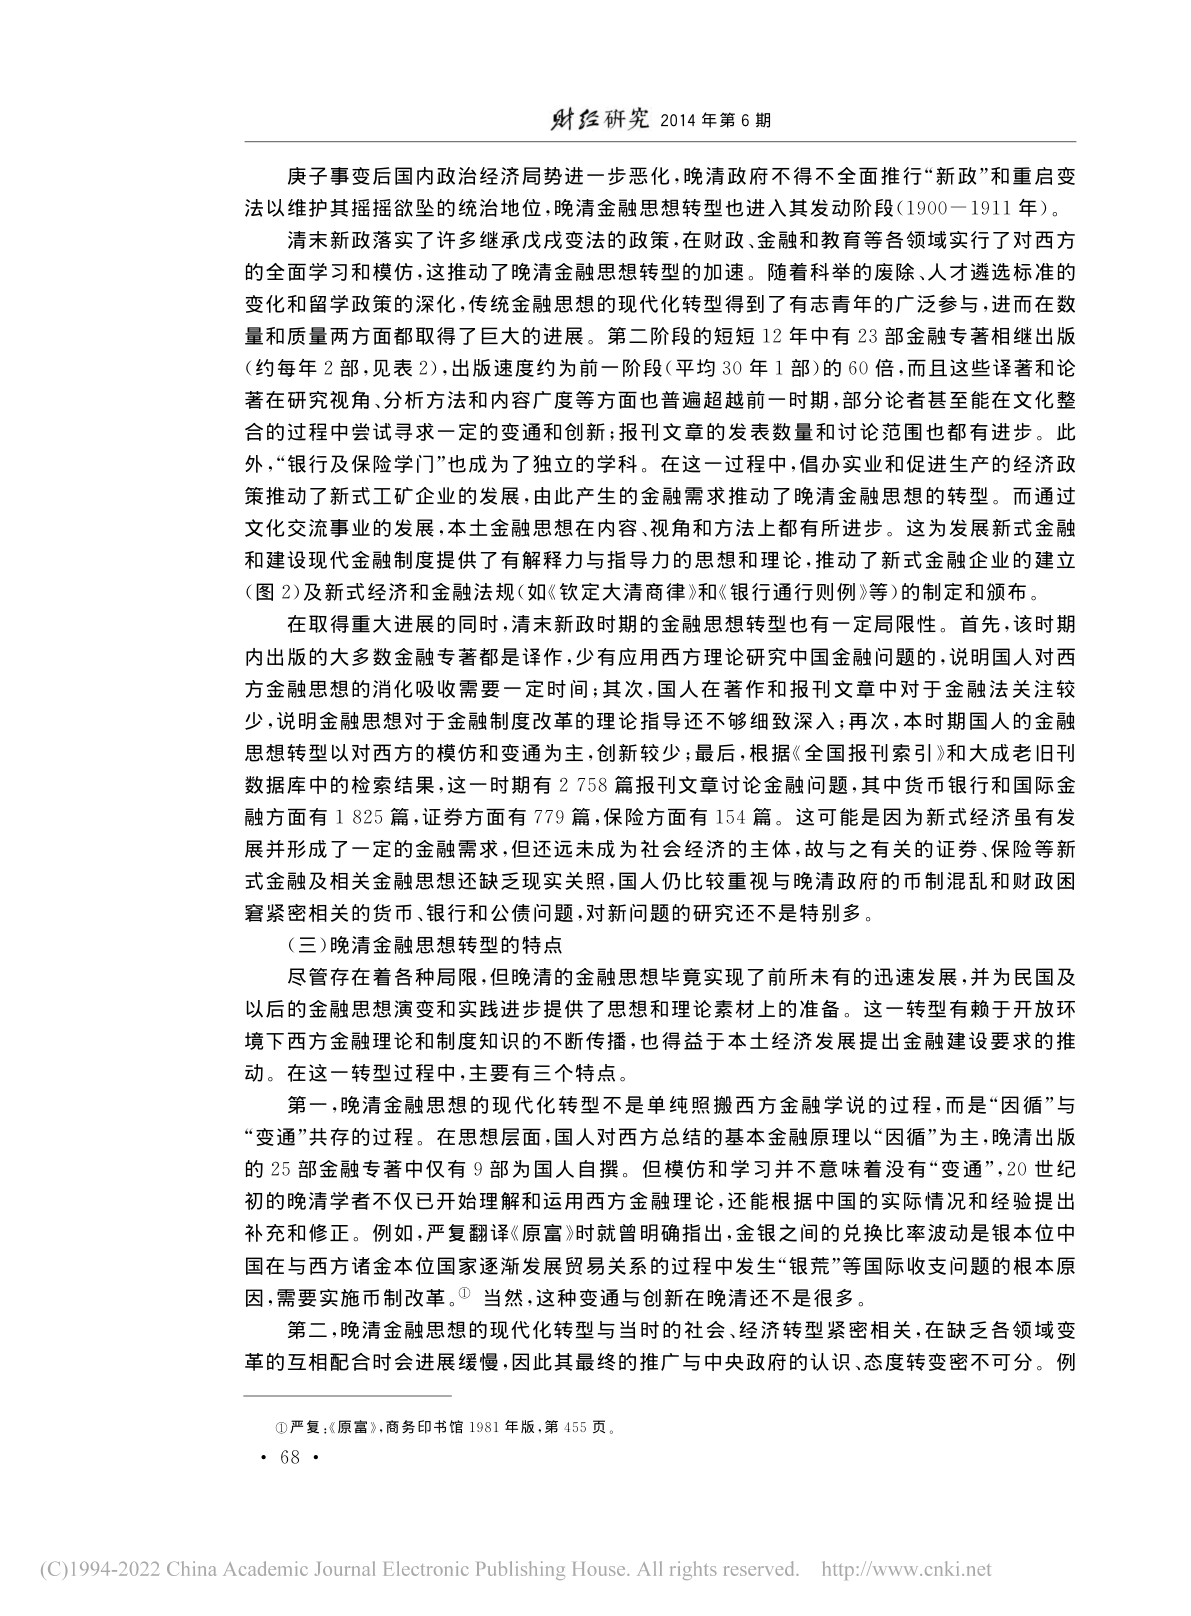 财经研究 2014 年第 6 期
庚子事变后国内政治经济局势进一步恶化,晚清政府不得不全面推行“新政”和重启变
法以维护其摇摇欲坠的统治地位,晚清金融思想转型也进入其发动阶段(1900—1911 年)。
清末新政落实了许多继承戊戌变法的政策,在财政、金融和教育等各领域实行了对西方
的全面学习和模仿,这推动了晚清金融思想转型的加速。随着科举的废除、人才遴选标准的
变化和留学政策的深化,传统金融思想的现代化转型得到了有志青年的广泛参与,进而在数
量和质量两方面都取得了巨大的进展。第二阶段的短短 12 年中有 23 部金融专著相继出版
(约每年 2 部,见表 2),出版速度约为前一阶段(平均 30 年 1 部)的 60 倍,而且这些译著和论
著在研究视角、分析方法和内容广度等方面也普遍超越前一时期,部分论者甚至能在文化整
合的过程中尝试寻求一定的变通和创新;报刊文章的发表数量和讨论范围也都有进步。此
外,“银行及保险学门”也成为了独立的学科。在这一过程中,倡办实业和促进生产的经济政
策推动了新式工矿企业的发展,由此产生的金融需求推动了晚清金融思想的转型。而通过
文化交流事业的发展,本土金融思想在内容、视角和方法上都有所进步。这为发展新式金融
和建设现代金融制度提供了有解释力与指导力的思想和理论,推动了新式金融企业的建立
(图 2)及新式经济和金融法规(如《钦定大清商律》和《银行通行则例》等)的制定和颁布。
在取得重大进展的同时,清末新政时期的金融思想转型也有一定局限性。首先,该时期
内出版的大多数金融专著都是译作,少有应用西方理论研究中国金融问题的,说明国人对西
方金融思想的消化吸收需要一定时间;其次,国人在著作和报刊文章中对于金融法关注较
少,说明金融思想对于金融制度改革的理论指导还不够细致深入;再次,本时期国人的金融
思想转型以对西方的模仿和变通为主,创新较少;最后,根据《全国报刊索引》和大成老旧刊
数据库中的检索结果,这一时期有 2 758 篇报刊文章讨论金融问题,其中货币银行和国际金
融方面有 1 825 篇,证券方面有 779 篇,保险方面有 154 篇。这可能是因为新式经济虽有发
展并形成了一定的金融需求,但还远未成为社会经济的主体,故与之有关的证券、保险等新
式金融及相关金融思想还缺乏现实关照,国人仍比较重视与晚清政府的币制混乱和财政困
窘紧密相关的货币、银行和公债问题,对新问题的研究还不是特别多。
(三)晚清金融思想转型的特点
尽管存在着各种局限,但晚清的金融思想毕竟实现了前所未有的迅速发展,并为民国及
以后的金融思想演变和实践进步提供了思想和理论素材上的准备。这一转型有赖于开放环
境下西方金融理论和制度知识的不断传播,也得益于本土经济发展提出金融建设要求的推
动。在这一转型过程中,主要有三个特点。
第一,晚清金融思想的现代化转型不是单纯照搬西方金融学说的过程,而是“因循”与
“变通”共存的过程。在思想层面,国人对西方总结的基本金融原理以“因循”为主,晚清出版
的 25 部金融专著中仅有 9 部为国人自撰。但模仿和学习并不意味着没有“变通”,20 世纪
初的晚清学者不仅已开始理解和运用西方金融理论,还能根据中国的实际情况和经验提出
补充和修正。例如,严复翻译《原富》时就曾明确指出,金银之间的兑换比率波动是银本位中
国在与西方诸金本位国家逐渐发展贸易关系的过程中发生“银荒”等国际收支问题的根本原
因,需要实施币制改革。① 当然,这种变通与创新在晚清还不是很多。
第二,晚清金融思想的现代化转型与当时的社会、经济转型紧密相关,在缺乏各领域变
革的互相配合时会进展缓慢,因此其最终的推广与中央政府的认识、态度转变密不可分。例
①严复:《原富》,商务印书馆 1981 年版,第 455 页。
· 68 ·
(C)1994-2022 China Academic Journal Electronic Publishing House. All rights reserved. http://www.cnki.net